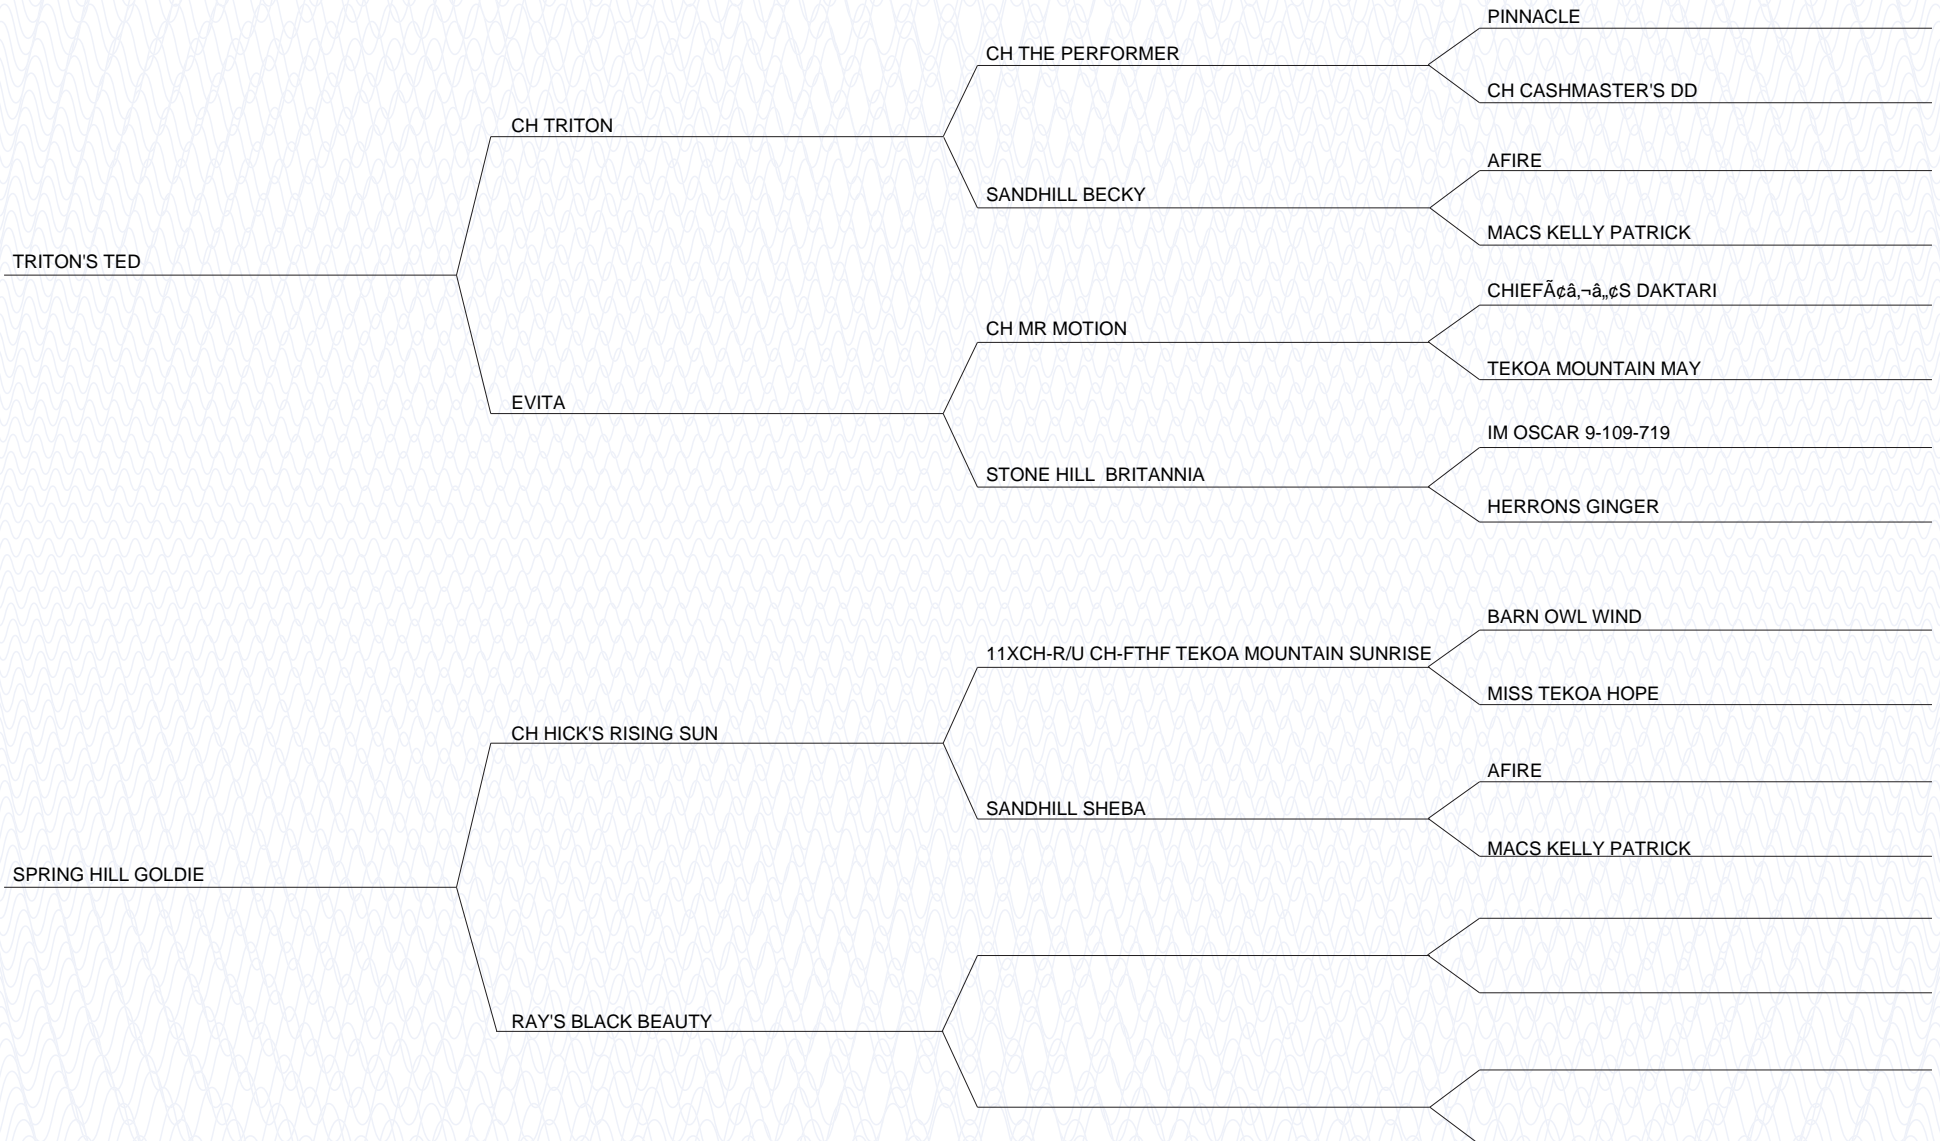 PINNACLE
CH THE PERFORMER
CH CASHMASTER'S DD
CH TRITON
AFIRE
SANDHILL BECKY
MACS KELLY PATRICK
TRITON'S TED
CHIEFÃ¢â‚¬â„¢S DAKTARI
CH MR MOTION
TEKOA MOUNTAIN MAY
EVITA
IM OSCAR 9-109-719
STONE HILL  BRITANNIA
HERRONS GINGER
BARN OWL WIND
11XCH-R/U CH-FTHF TEKOA MOUNTAIN SUNRISE
MISS TEKOA HOPE
CH HICK'S RISING SUN
AFIRE
SANDHILL SHEBA
MACS KELLY PATRICK
SPRING HILL GOLDIE
RAY'S BLACK BEAUTY